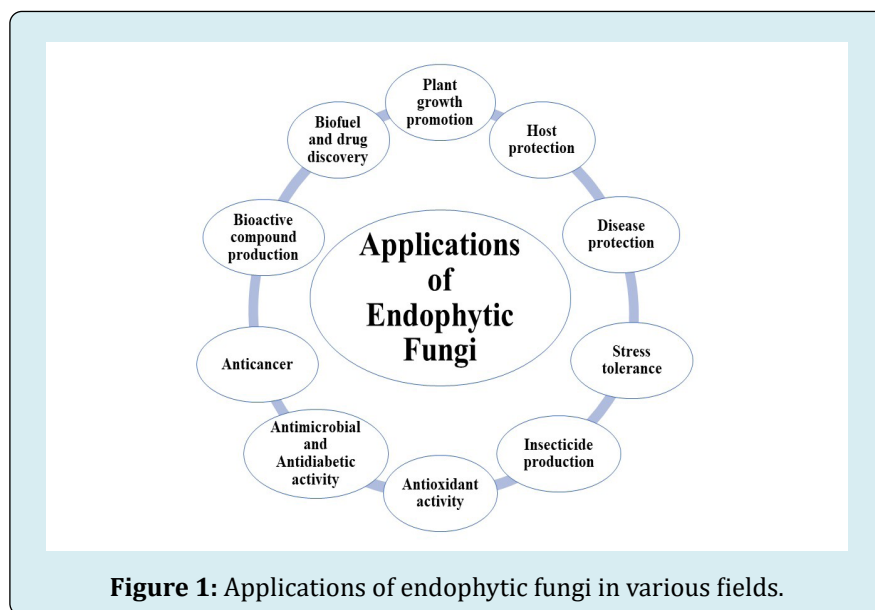 Plant
growth
promotion
Host
protection
Disease
protection
Stress
tolerance
Insecticide
production
Antioxidant
activity
Antimicrobial
and
Antidiabetic
activity
Anticancer
Bioactive
compound
production
Biofuel
and drug
discovery
Applications
of
Endophytic
Fungi
Figure 1: Applications of endophytic fungi in various fields.